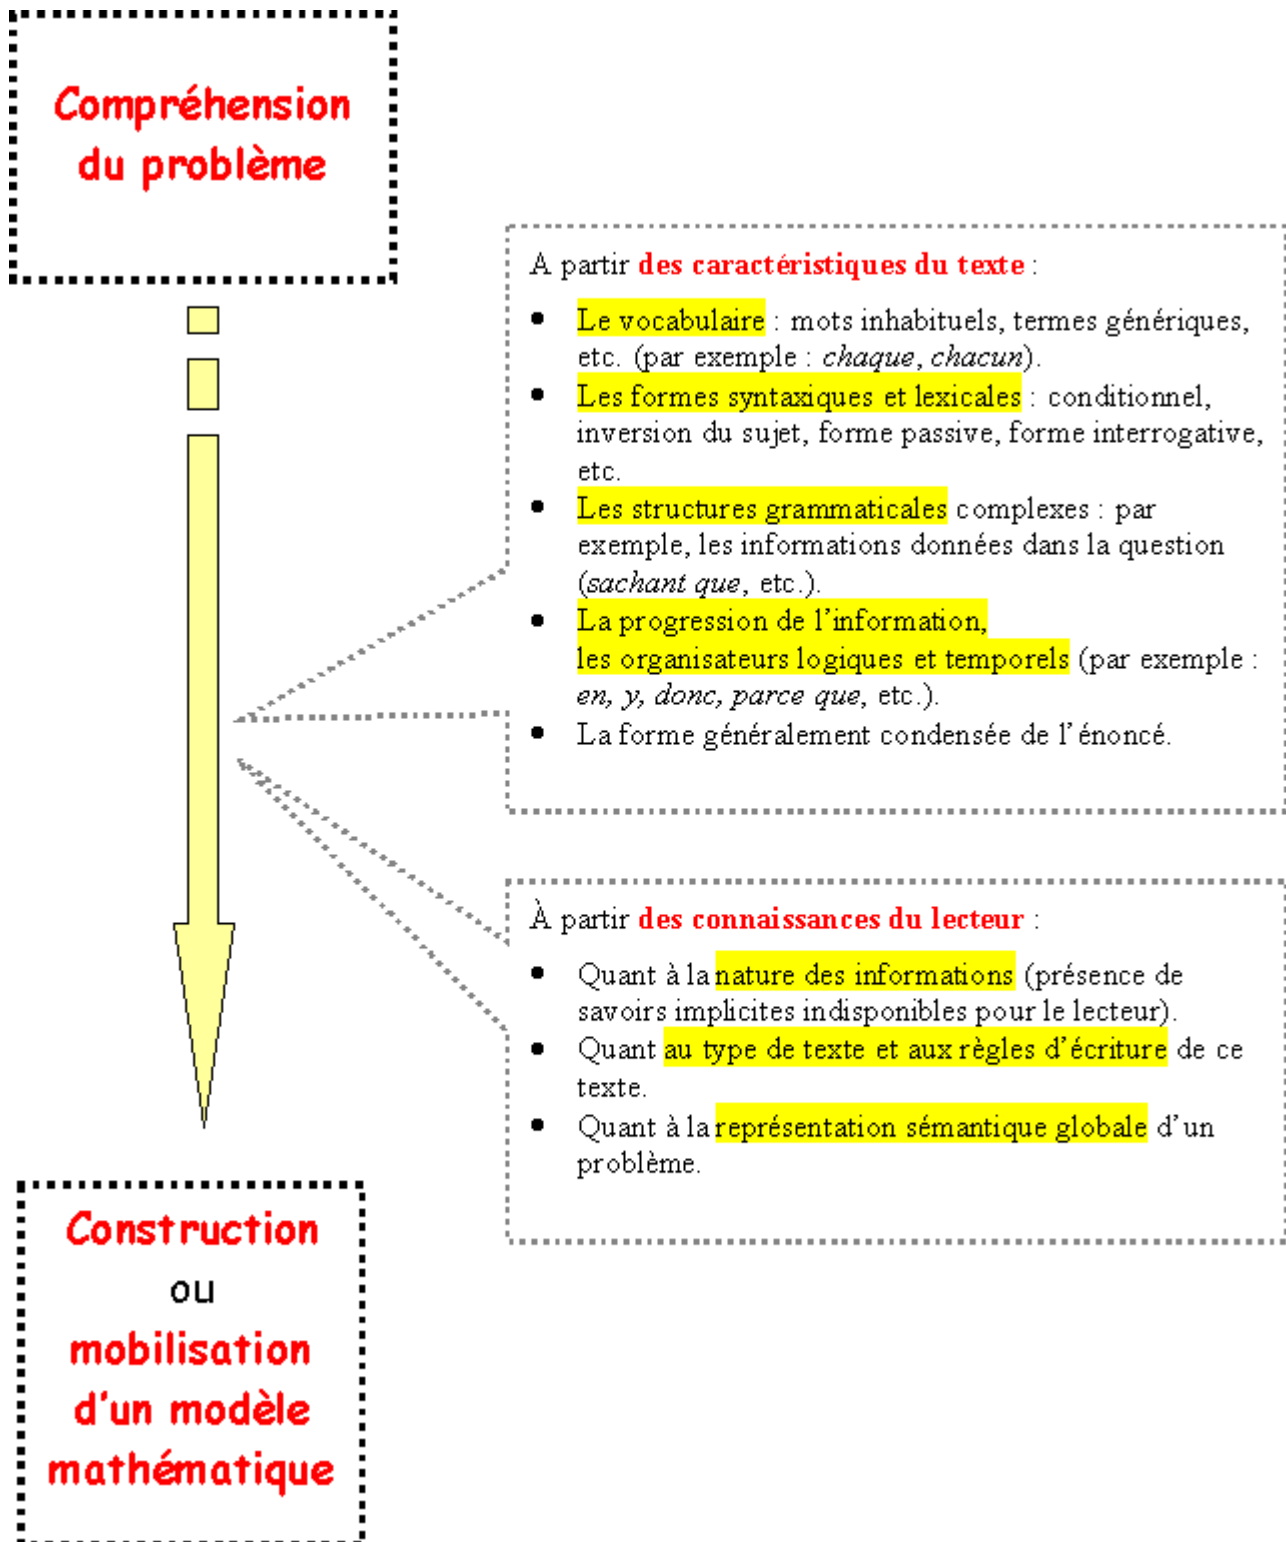 Compréhension
du problème
A partir des caractéristiques du texte :
• Le vocabulaire : mots inhabituels, termes génériques,
etc. (par exemple : chaque, chacun).
• Les formes syntaxiques et lexicales : conditionnel,
inversion du sujet, forme passive, forme interrogative,
etc.
• Les structures grammaticales complexes : par
exemple, les informations données dans la question
(sachant que, etc.).
• La progression de l'information,
les organisateurs logiques et temporels (par exemple :
en, y, donc, parce que, etc.).
• La forme généralement condensée de l'énoncé.
À partir des connaissances du lecteur :
• Quant à la nature des informations (présence de
savoirs implicites indisponibles pour le lecteur).
• Quant au type de texte et aux règles d'écriture de ce
texte.
• Quant à la représentation sémantique globale d'un
problème.
Construction
ou
mobilisation
d'un modèle
mathématique